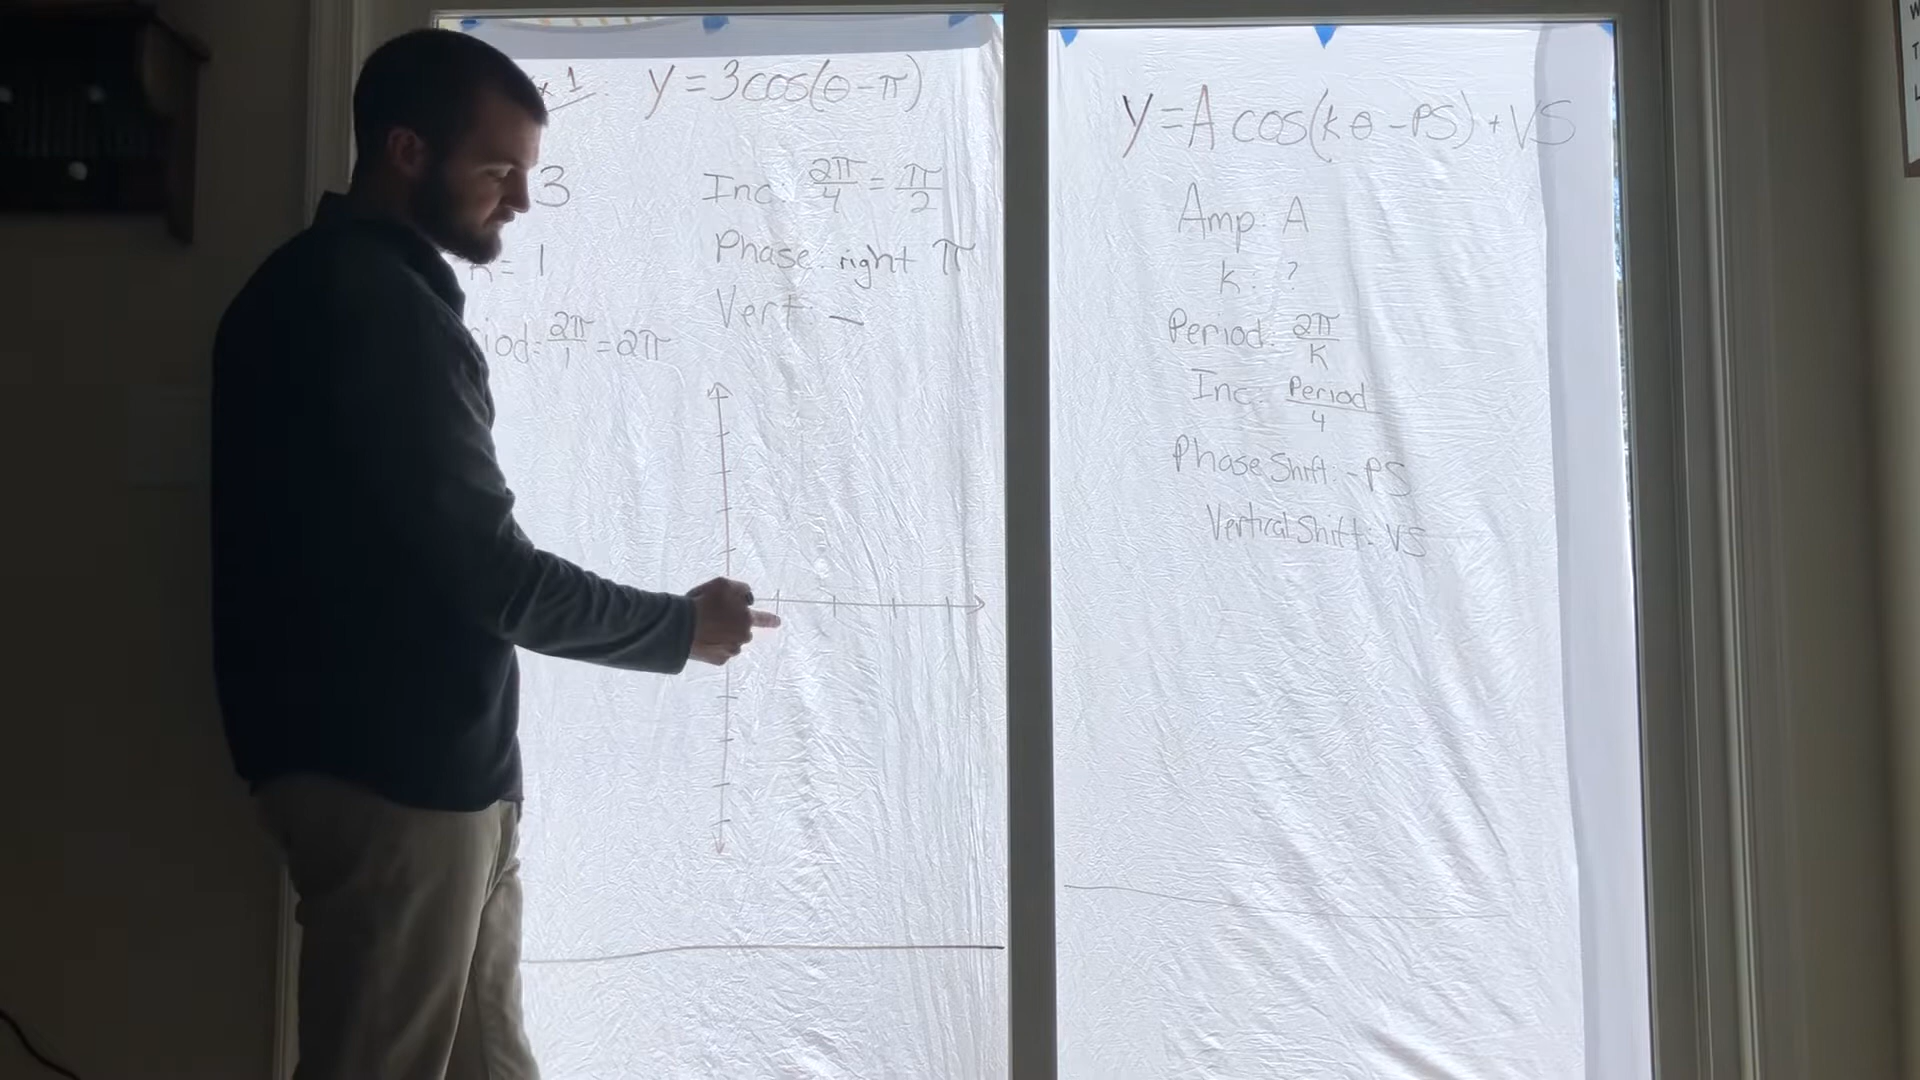 x 1: y = 3cos(θ - π)
3
k = 1
iod = 2π/1 = 2π
Inc: 2π/4 = π/2
Phase: right π
Vert: —
y = A cos(kθ - PS) + VS
Amp: A
k: ?
Period: 2π/K
Inc: Period/4
Phase Shift: -PS
Vertical Shift: VS
W
T
L